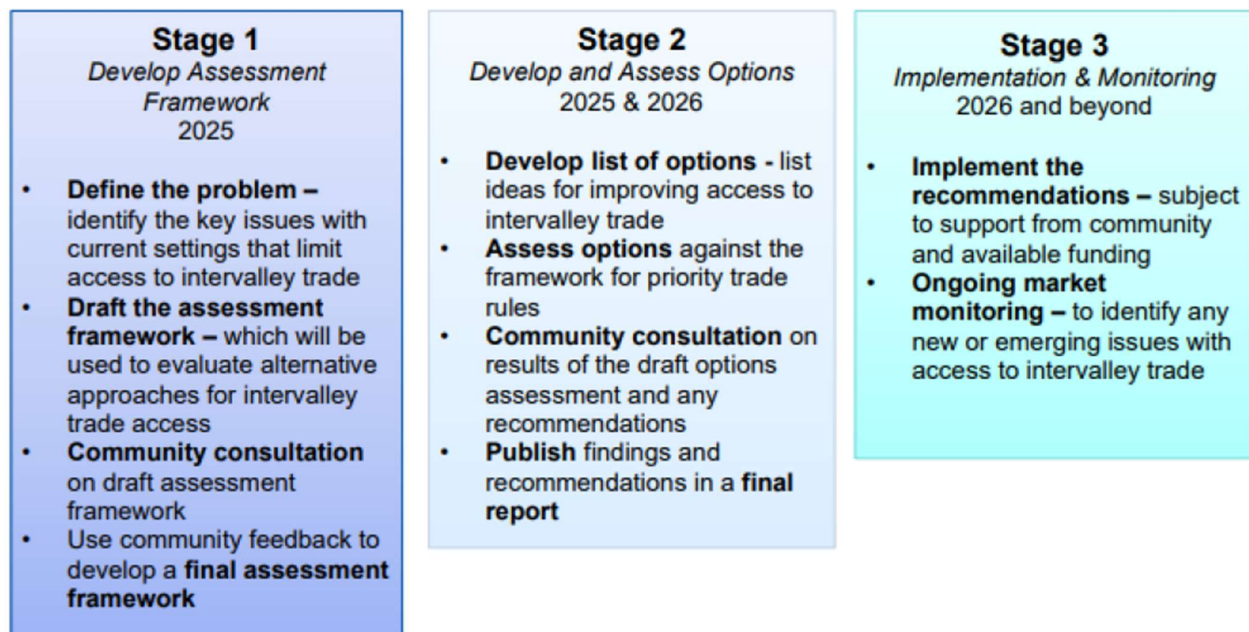 Stage 1
Develop Assessment
Framework
2025
• Define the problem –
identify the key issues with
current settings that limit
access to intervalley trade
• Draft the assessment
framework – which will be
used to evaluate alternative
approaches for intervalley
trade access
• Community consultation
on draft assessment
framework
• Use community feedback to
develop a final assessment
framework
Stage 2
Develop and Assess Options
2025 & 2026
• Develop list of options - list
ideas for improving access to
intervalley trade
• Assess options against the
framework for priority trade
rules
• Community consultation on
results of the draft options
assessment and any
recommendations
• Publish findings and
recommendations in a final
report
Stage 3
Implementation & Monitoring
2026 and beyond
• Implement the
recommendations – subject
to support from community
and available funding
• Ongoing market
monitoring – to identify any
new or emerging issues with
access to intervalley trade